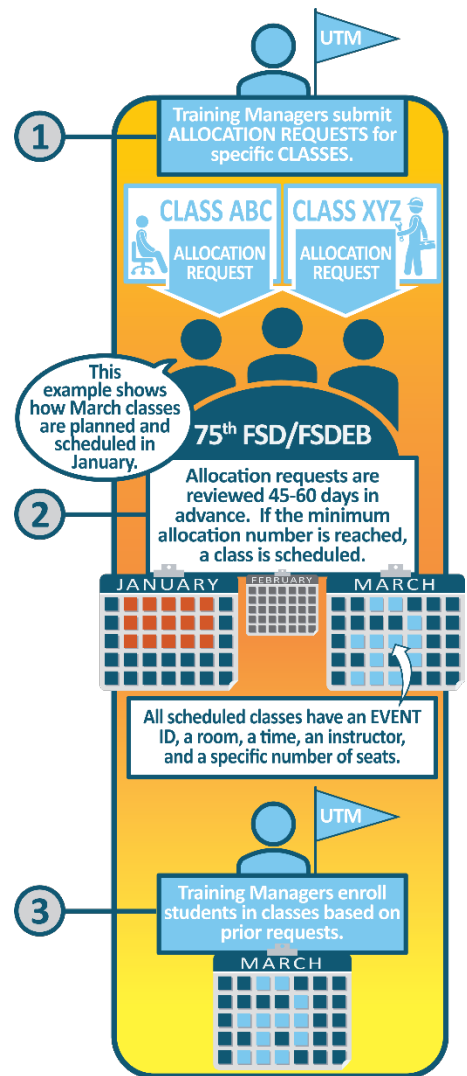 UTM
1
Training Managers submit
ALLOCATION REQUESTS for
specific CLASSES.
CLASS ABC
ALLOCATION
REQUEST
CLASS XYZ
ALLOCATION
REQUEST
This
example shows
how March classes
are planned and
scheduled in
January.
75th FSD/FSDEB
2
Allocation requests are
reviewed 45-60 days in
advance. If the minimum
allocation number is reached,
a class is scheduled.
JANUARY
FEBRUARY
MARCH
All scheduled classes have an EVENT
ID, a room, a time, an instructor,
and a specific number of seats.
UTM
3
Training Managers enroll
students in classes based on
prior requests.
MARCH